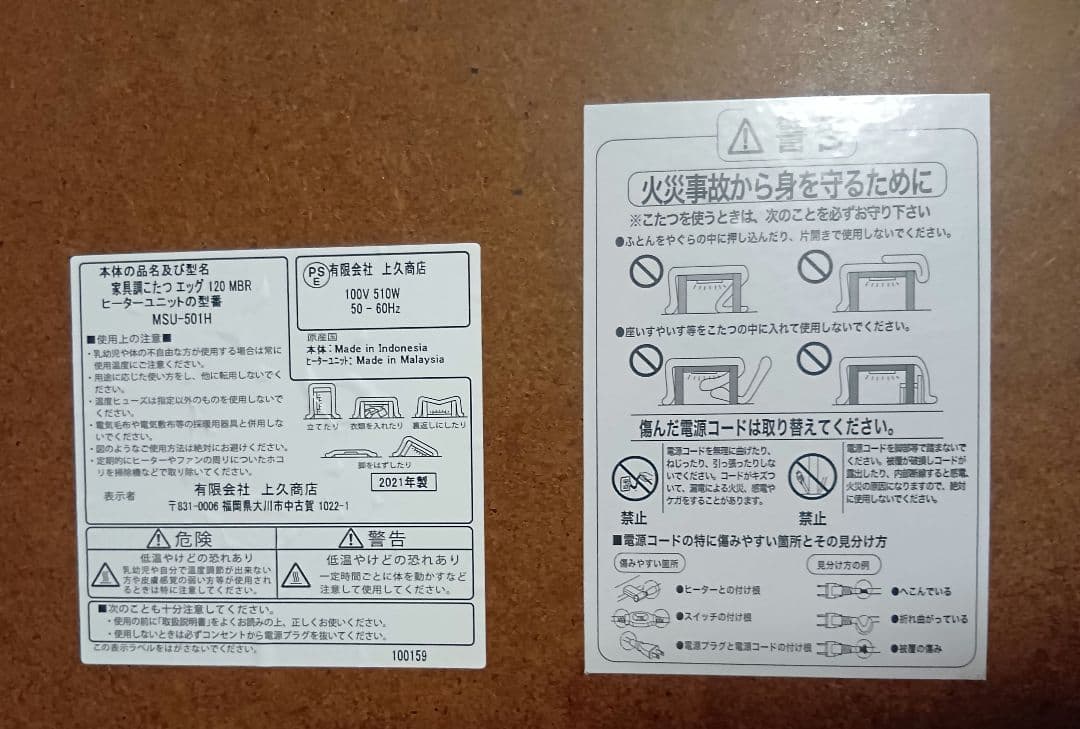 本体の品名及び型名
家具調こたつ エッグ 120 MBR
ヒーターユニットの型番
MSU-501H
PS
E
有限会社 上久商店
100V 510W
50 - 60Hz
原産国
本体：Made in Indonesia
ヒーターユニット：Made in Malaysia
■使用上の注意■
・乳幼児や体の不自由な方が使用する場合は常に
使用温度にご注意ください。
・用途に応じた使い方をし、他に転用しないでく
ださい。
・温度ヒューズは指定以外のものを使用しないで
ください。
・電気毛布や電気敷布等の採暖用器具と併用しな
いでください。
・図のようなご使用方法は絶対にお避けください。
・定期的にヒーターやファンの周りについたホコ
リを掃除機などで取り除いてください。
立てたり
衣類を入れたり
裏返しにしたり
脚をはずしたり
2021年製
表示者
有限会社 上久商店
〒831-0006 福岡県大川市中古賀 1022-1
危険
低温やけどの恐れあり
乳幼児や自分で温度調節が出来ない
方や皮膚感覚の弱い方等が使用され
るときは特に注意してください。
警告
低温やけどの恐れあり
一定時間ごとに体を動かすなど
注意して使用してください。
■次のことも十分注意してください。
・使用の前に「取扱説明書」をよくお読みの上、正しくお使いください。
・使用しないときは必ずコンセントから電源プラグを抜いてください。
この表示ラベルをはがさないでください。
100159
警
火災事故から身を守るために
※こたつを使うときは、次のことを必ずお守り下さい
●ふとんをやぐらの中に押し込んだり、片開きで使用しないでください。
●座いすやいす等をこたつの中に入れて使用しないでください。
傷んだ電源コードは取り替えてください。
電源コードを無理に曲げたり、
ねじったり、引っ張ったりしな
いでください。コードがキズつ
いて、漏電による火災、感電や
ケガをすることがあります。
禁止
電源コードを脚部等で踏まないで
ください。被覆が破損しコードが
露出したり、内部断線すると感電、
火災の原因になりますので、絶対
に使用しないでください。
禁止
■電源コードの特に傷みやすい箇所とその見分け方
傷みやすい箇所
見分け方の例
●ヒーターとの付け根
●へこんでいる
●スイッチの付け根
●折れ曲がっている
●電源プラグと電源コードの付け根
●被覆の傷み